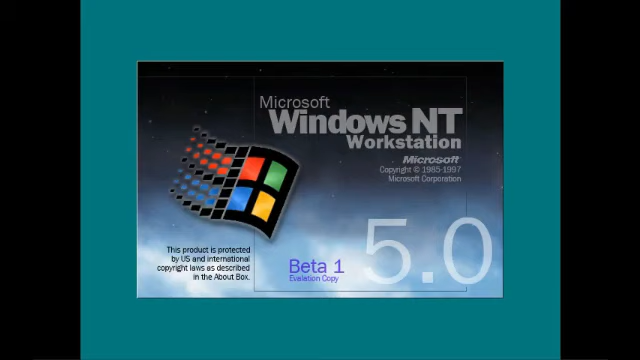 Microsoft
Windows NT
Workstation
Microsoft
Copyright © 1985-1997
Microsoft Corporation
5.0
This product is protected
by US and international
copyright laws as described
in the About Box.
Beta 1
Evalation Copy